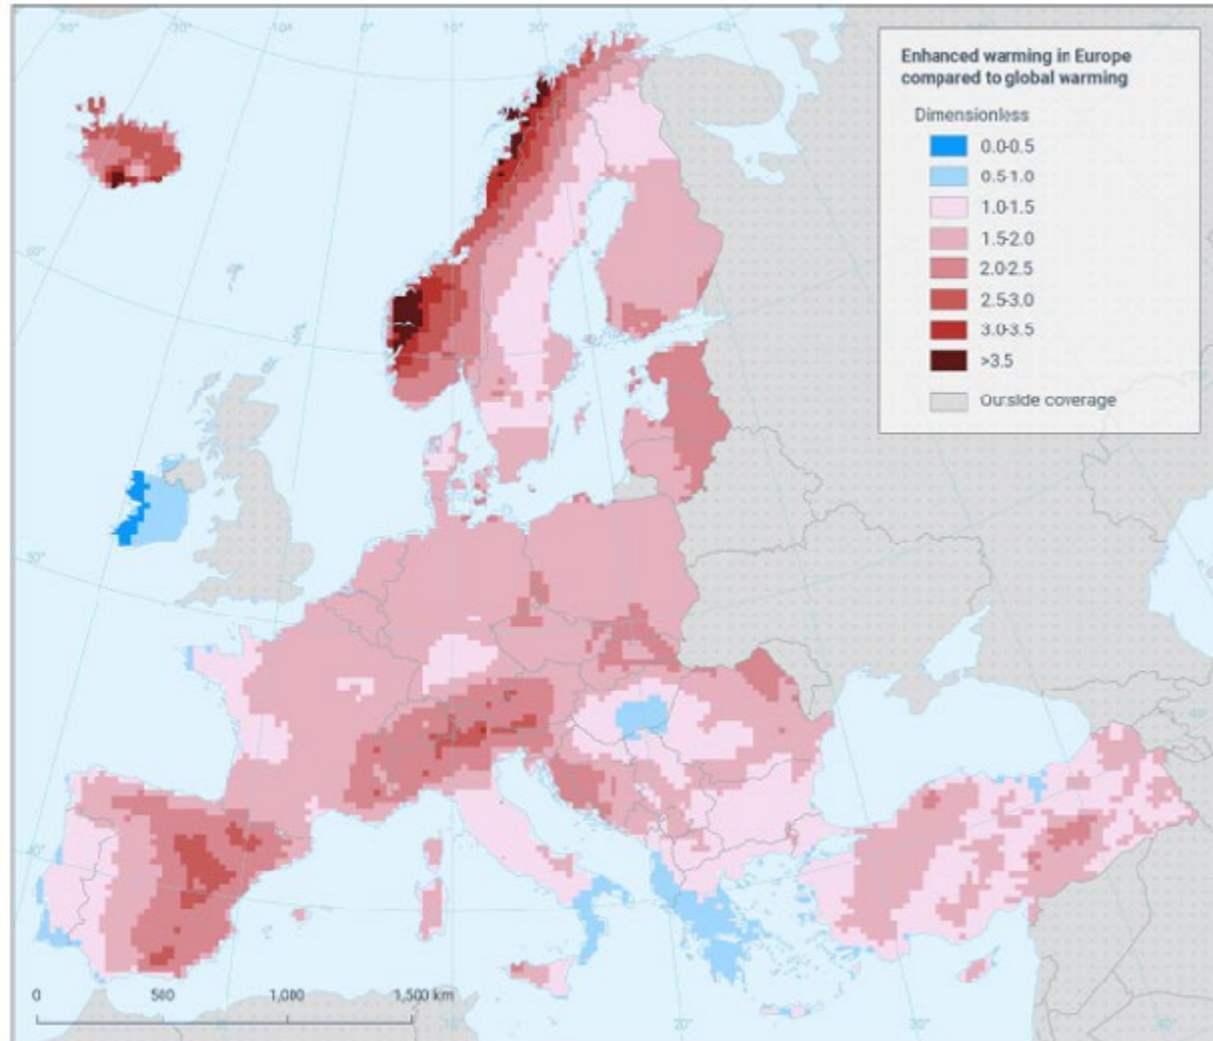 Enhanced warming in Europe
compared to global warming
Dimensionless
0.0-0.5
0.5-1.0
1.0-1.5
1.5-2.0
2.0-2.5
2.5-3.0
3.0-3.5
>3.5
Outside coverage
0 500 1,000 1,500 km